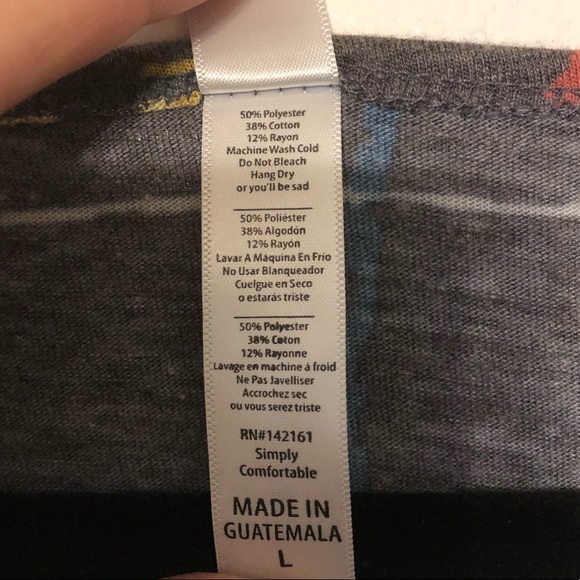 50% Polyester
38% Cotton
12% Rayon
Machine Wash Cold
Do Not Bleach
Hang Dry
or you'll be sad
50% Poliéster
38% Algodón
12% Rayón
Lavar A Máquina En Frío
No Usar Blanqueador
Cuelgue en Seco
o estarás triste
50% Polyester
38% Coton
12% Rayonne
Lavage en machine á froid
Ne Pas Javelliser
Accrochez sec
ou vous serez triste
RN#142161
Simply
Comfortable
MADE IN
GUATEMALA
L